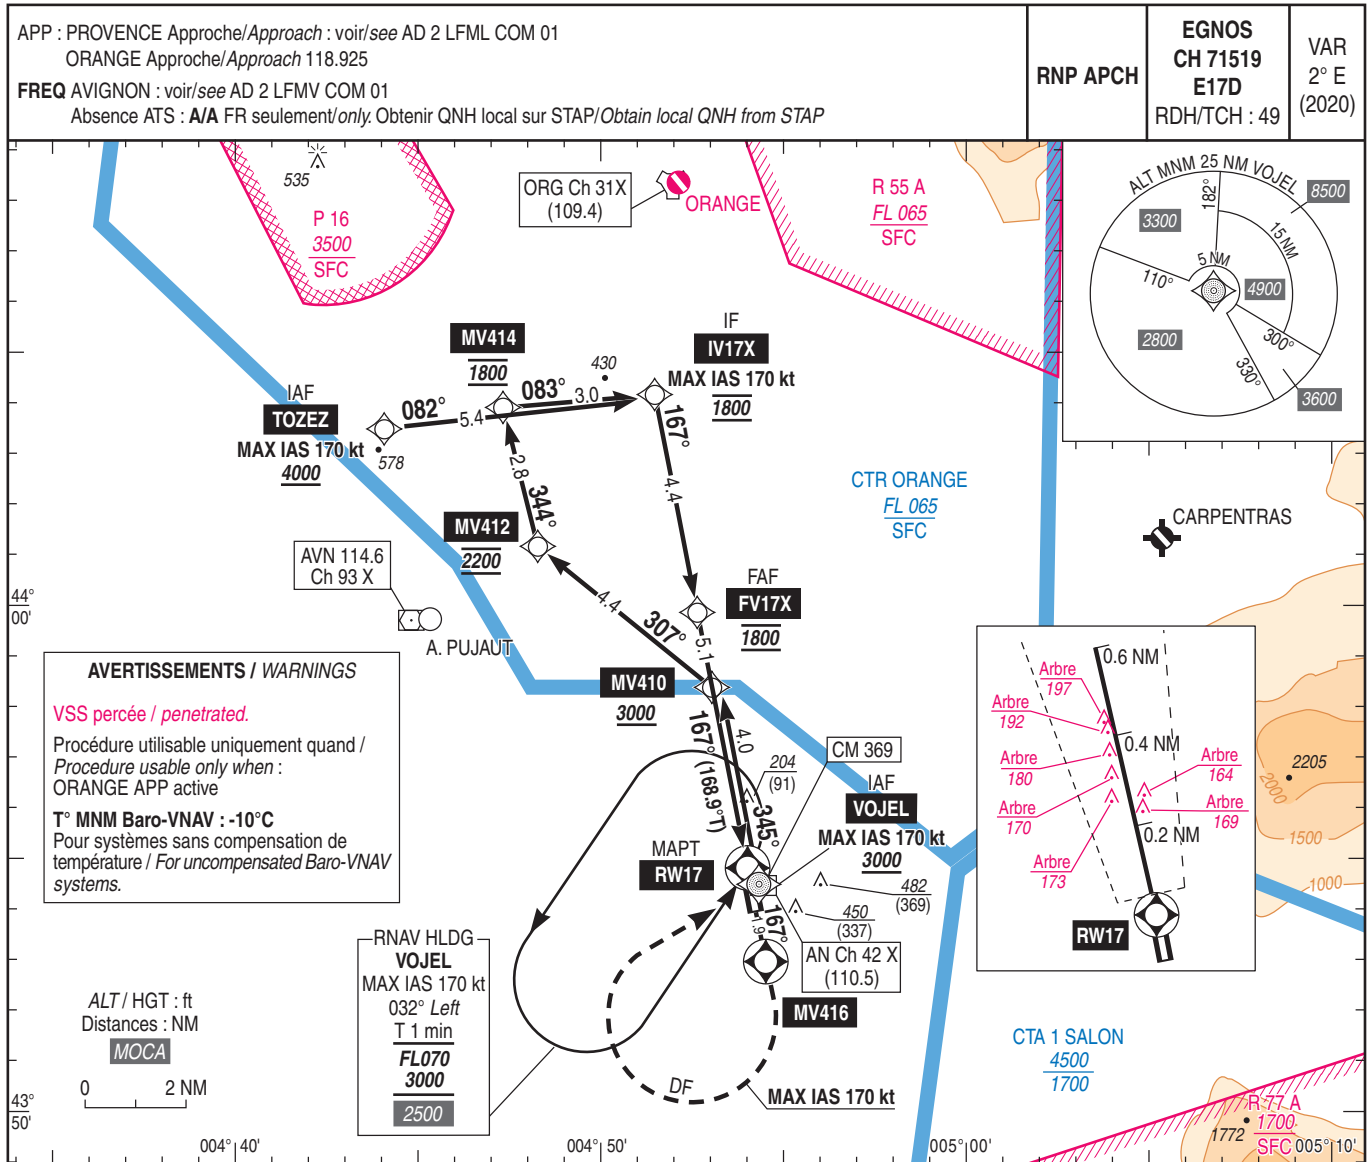 APP : PROVENCE Approche/Approach : voir/see AD 2 LFML COM 01
ORANGE Approche/Approach 118.925
FREQ AVIGNON : voir/see AD 2 LFMV COM 01
Absence ATS : A/A FR seulement/only. Obtenir QNH local sur STAP/Obtain local QNH from STAP
RNP APCH
EGNOS
CH 71519
E17D
RDH/TCH : 49
VAR
2° E
(2020)
535
P 16
3500
SFC
ORG Ch 31X
(109.4)
ORANGE
R 55 A
FL 065
SFC
ALT MNM 25 NM VOJEL
8500
3300
182°
15 NM
5 NM
110°
4900
2800
300°
330°
3600
MV414
1800
IF
IV17X
MAX IAS 170 kt
1800
430
IAF
TOZEZ
MAX IAS 170 kt
4000
082°
5.4
083°
3.0
578
167°
4.4
2.8
344°
MV412
2200
CTR ORANGE
FL 065
SFC
CARPENTRAS
AVN 114.6
Ch 93 X
A. PUJAUT
44°
00'
FAF
FV17X
1800
4.4
307°
5.1
MV410
3000
AVERTISSEMENTS / WARNINGS
VSS percée / penetrated.
Procédure utilisable uniquement quand /
Procedure usable only when :
ORANGE APP active
T° MNM Baro-VNAV : -10°C
Pour systèmes sans compensation de
température / For uncompensated Baro-VNAV
systems.
167° (168.9°T)
4.0
345°
204
(91)
CM 369
IAF
VOJEL
MAX IAS 170 kt
3000
MAPT
RW17
482
(369)
450
(337)
167°
1.9
AN Ch 42 X
(110.5)
MV416
0.6 NM
Arbre
197
Arbre
192
0.4 NM
Arbre
180
Arbre
164
Arbre
170
Arbre
169
0.2 NM
Arbre
173
RW17
2205
2000
1500
1000
RNAV HLDG
VOJEL
MAX IAS 170 kt
032° Left
T 1 min
FL070
3000
2500
ALT / HGT : ft
Distances : NM
MOCA
0 2 NM
DF
MAX IAS 170 kt
CTA 1 SALON
4500
1700
R 77 A
1700
SFC
1772
43°
50'
004° 40'
004° 50'
005° 00'
005° 10'